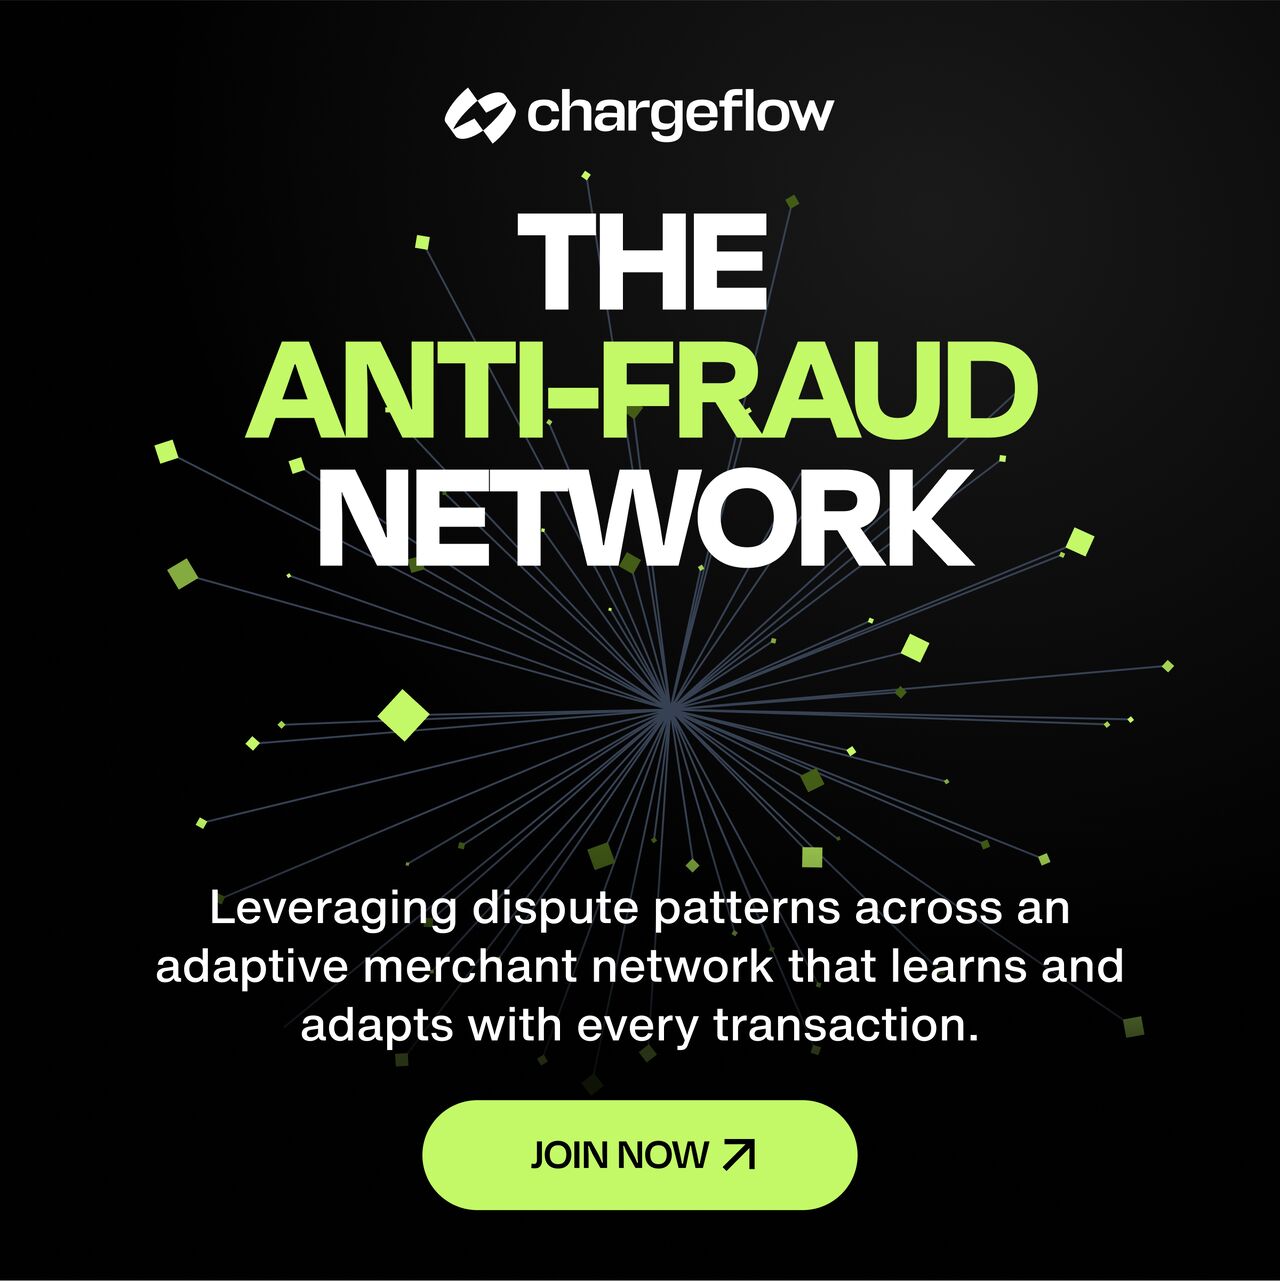 chargeflow
THE
ANTI-FRAUD
NETWORK
Leveraging dispute patterns across an
adaptive merchant network that learns and
adapts with every transaction.
JOIN NOW